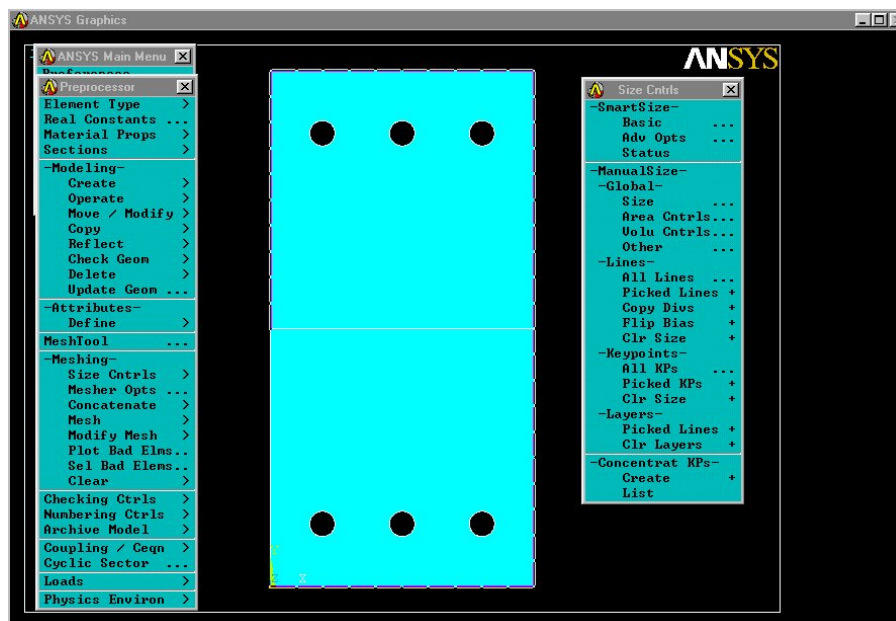 ANSYS Graphics
ANSYS
ANSYS Main Menu
Preferences
Preprocessor
Element Type >
Real Constants ...
Material Props >
Sections >
-Modeling-
Create >
Operate >
Move / Modify >
Copy >
Reflect >
Check Geom >
Delete >
Update Geom ...
-Attributes-
Define >
MeshTool ...
-Meshing-
Size Cntrls >
Mesher Opts ...
Concatenate >
Mesh >
Modify Mesh >
Plot Bad Elms..
Sel Bad Elems..
Clear >
Checking Ctrls >
Numbering Ctrls >
Archive Model >
Coupling / Ceqn >
Cyclic Sector ...
Loads >
Physics Environ >
Y
Z X
Size Cntrls
-SmartSize-
Basic ...
Adv Opts ...
Status
-ManualSize-
-Global-
Size ...
Area Cntrls...
Volu Cntrls...
Other ...
-Lines-
All Lines ...
Picked Lines +
Copy Divs +
Flip Bias +
Clr Size +
-Keypoints-
All KPs ...
Picked KPs +
Clr Size +
-Layers-
Picked Lines +
Clr Layers +
-Concentrat KPs-
Create +
List